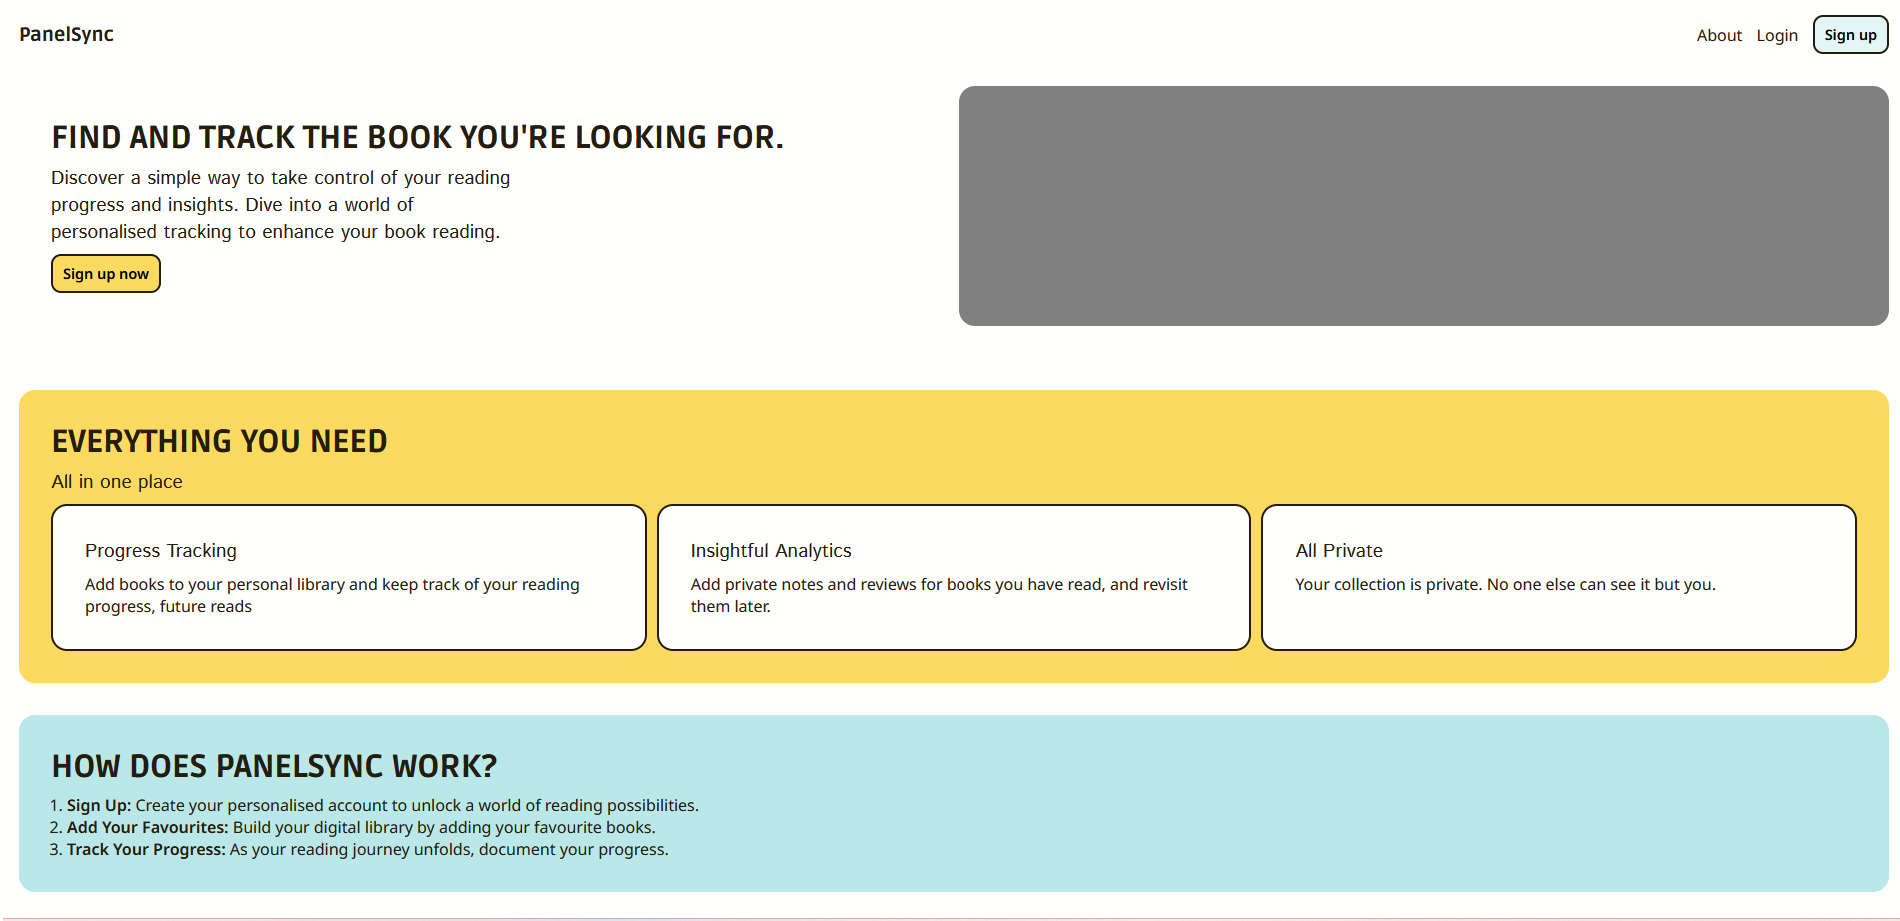 PanelSync
About
Login
Sign up
FIND AND TRACK THE BOOK YOU'RE LOOKING FOR.
Discover a simple way to take control of your reading
progress and insights. Dive into a world of
personalised tracking to enhance your book reading.
Sign up now
EVERYTHING YOU NEED
All in one place
Progress Tracking
Add books to your personal library and keep track of your reading
progress, future reads
Insightful Analytics
Add private notes and reviews for books you have read, and revisit
them later.
All Private
Your collection is private. No one else can see it but you.
HOW DOES PANELSYNC WORK?
1. Sign Up: Create your personalised account to unlock a world of reading possibilities.
2. Add Your Favourites: Build your digital library by adding your favourite books.
3. Track Your Progress: As your reading journey unfolds, document your progress.